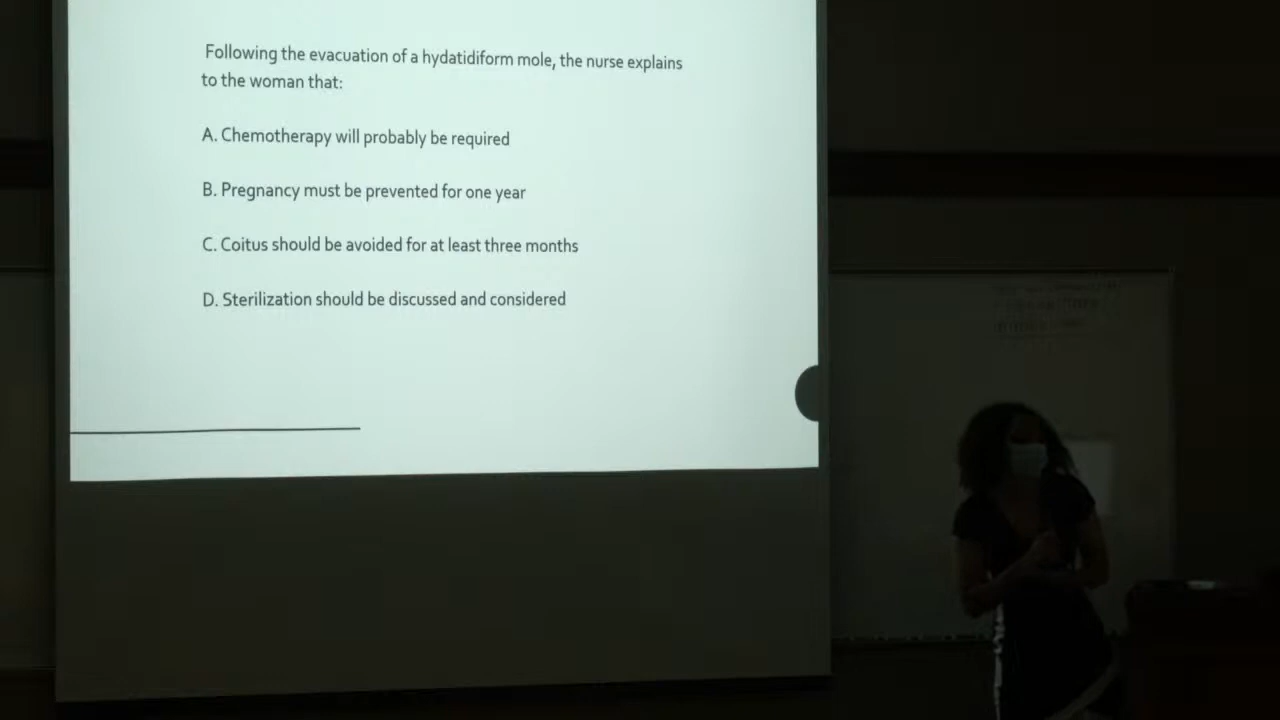 Following the evacuation of a hydatidiform mole, the nurse explains
to the woman that:
A. Chemotherapy will probably be required
B. Pregnancy must be prevented for one year
C. Coitus should be avoided for at least three months
D. Sterilization should be discussed and considered